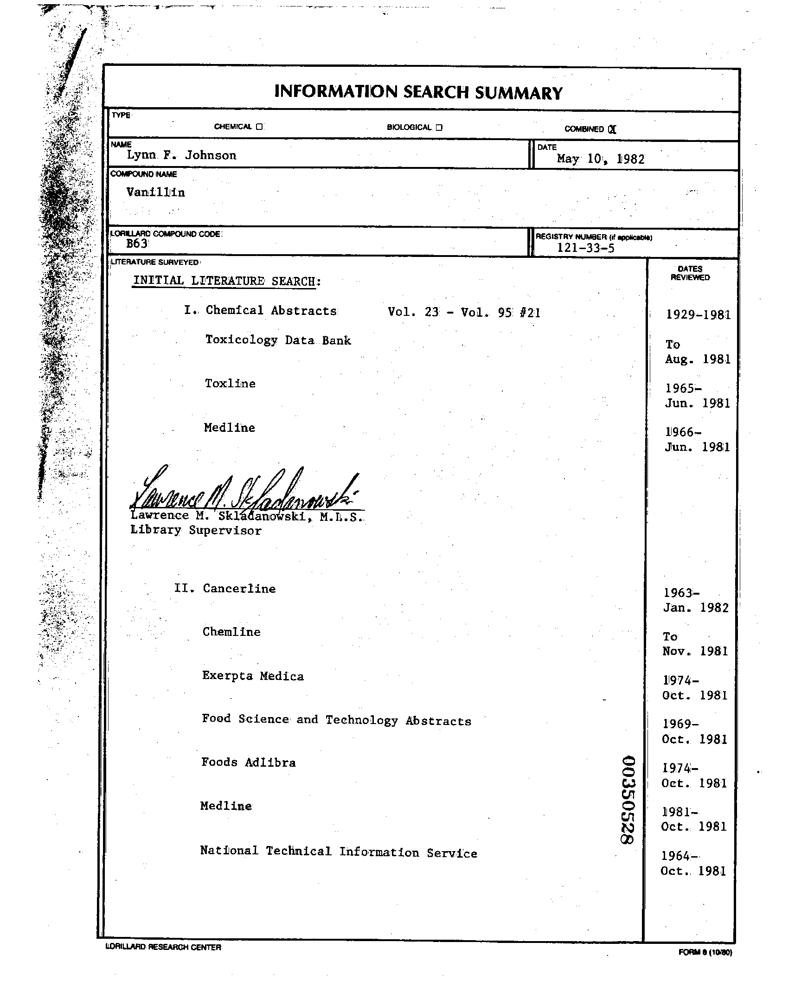 INFORMATION SEARCH SUMMARY
TYPE
CHEMICAL ☐ BIOLOGICAL ☐ COMBINED ☒
NAME DATE
Lynn F. Johnson May 10, 1982
COMPOUND NAME
Vanillin
LORILLARD COMPOUND CODE: REGISTRY NUMBER (if applicable)
B63 121-33-5
LITERATURE SURVEYED DATES REVIEWED
INITIAL LITERATURE SEARCH:
I. Chemical Abstracts Vol. 23 - Vol. 95 #21 1929-1981
Toxicology Data Bank To
Aug. 1981
Toxline 1965-
Jun. 1981
Medline 1966-
Jun. 1981
Lawrence M. Skladanowski
Lawrence M. Skladanowski, M.L.S.
Library Supervisor
II. Cancerline 1963-
Jan. 1982
Chemline To
Nov. 1981
Exerpta Medica 1974-
Oct. 1981
Food Science and Technology Abstracts 1969-
Oct. 1981
Foods Adlibra 1974-
Oct. 1981
Medline 1981-
Oct. 1981
National Technical Information Service 1964-
Oct. 1981
00350528
LORILLARD RESEARCH CENTER FORM 8 (10/80)